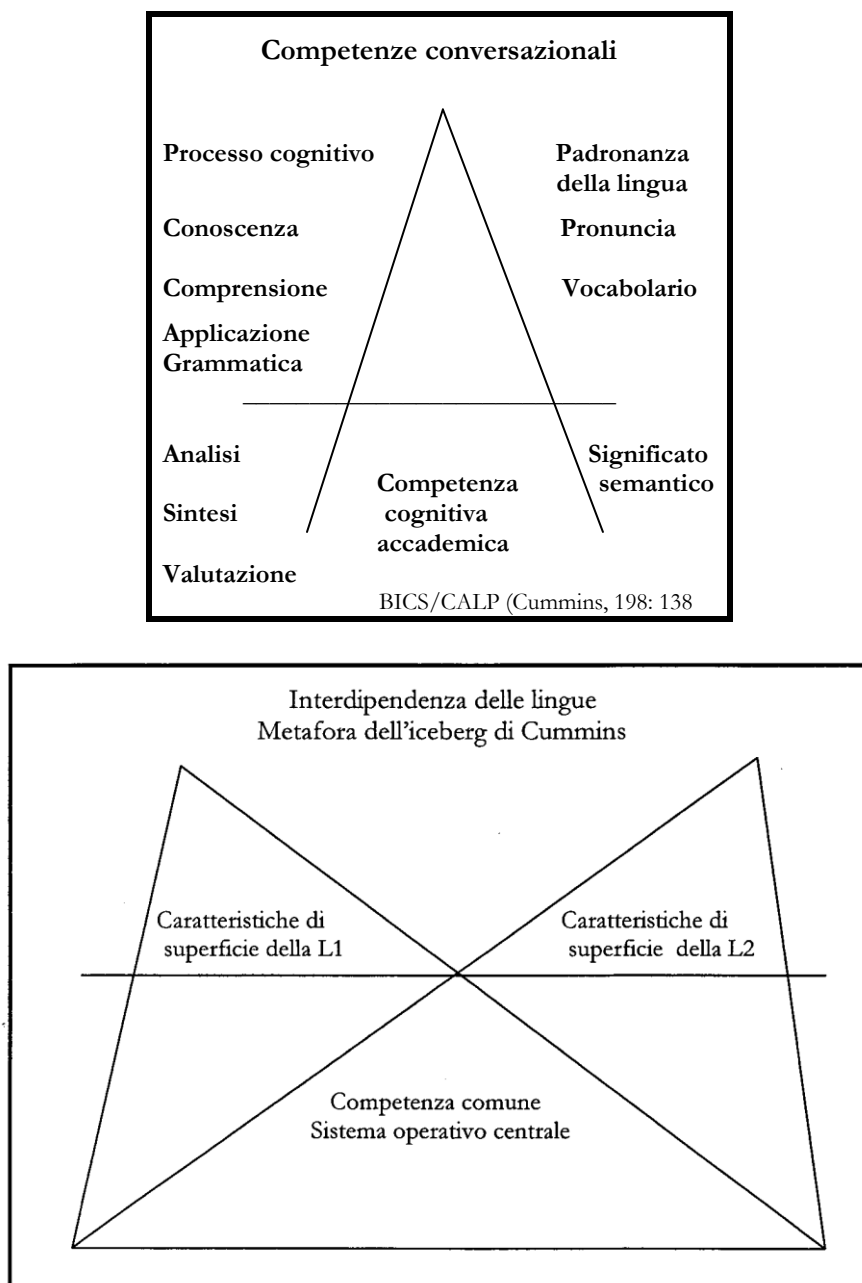 Competenze conversazionali
Processo cognitivo
Padronanza
della lingua
Conoscenza
Pronuncia
Comprensione
Vocabolario
Applicazione
Grammatica
Analisi
Significato
semantico
Competenza
cognitiva
accademica
Sintesi
Valutazione
BICS/CALP (Cummins, 198: 138
Interdipendenza delle lingue
Metafora dell'iceberg di Cummins
Caratteristiche di
superficie della L1
Caratteristiche di
superficie della L2
Competenza comune
Sistema operativo centrale